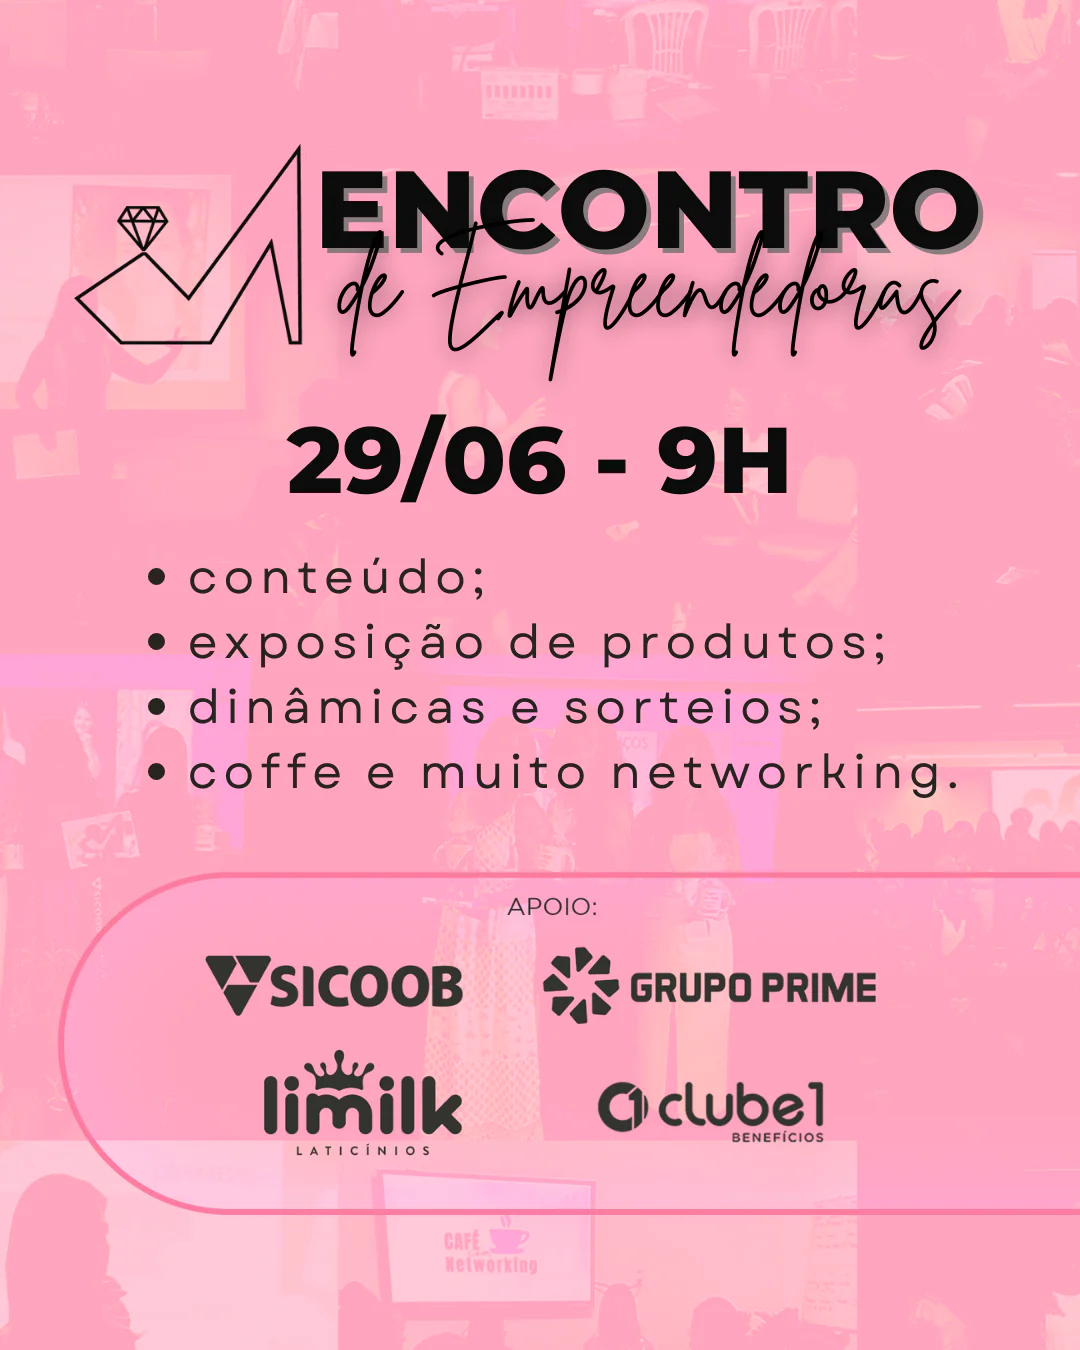 ENCONTRO
de Empreendedoras
29/06 - 9H
• conteúdo;
• exposição de produtos;
• dinâmicas e sorteios;
• coffe e muito networking.
APOIO:
SICOOB
GRUPO PRIME
limilk
LATICÍNIOS
clube1
BENEFÍCIOS
CAFÉ
Networking